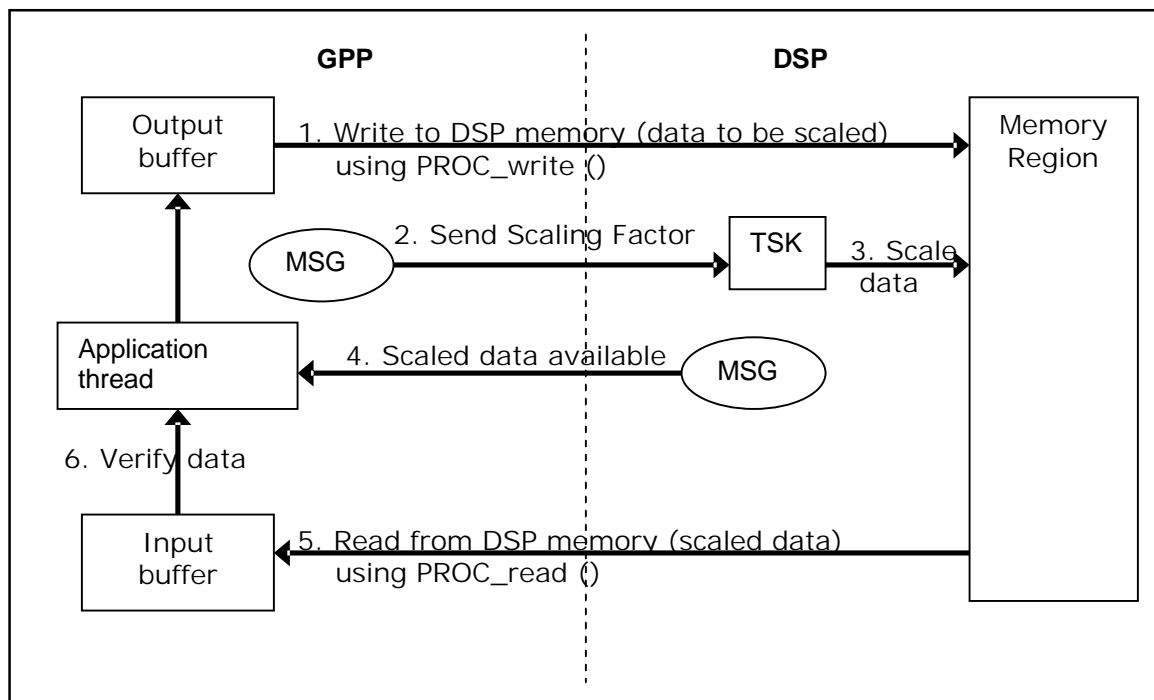 GPP
DSP
Output
buffer
1. Write to DSP memory (data to be scaled)
using PROC_write ()
Memory
Region
MSG
2. Send Scaling Factor
TSK
3. Scale
data
Application
thread
4. Scaled data available
MSG
6. Verify data
Input
buffer
5. Read from DSP memory (scaled data)
using PROC_read ()